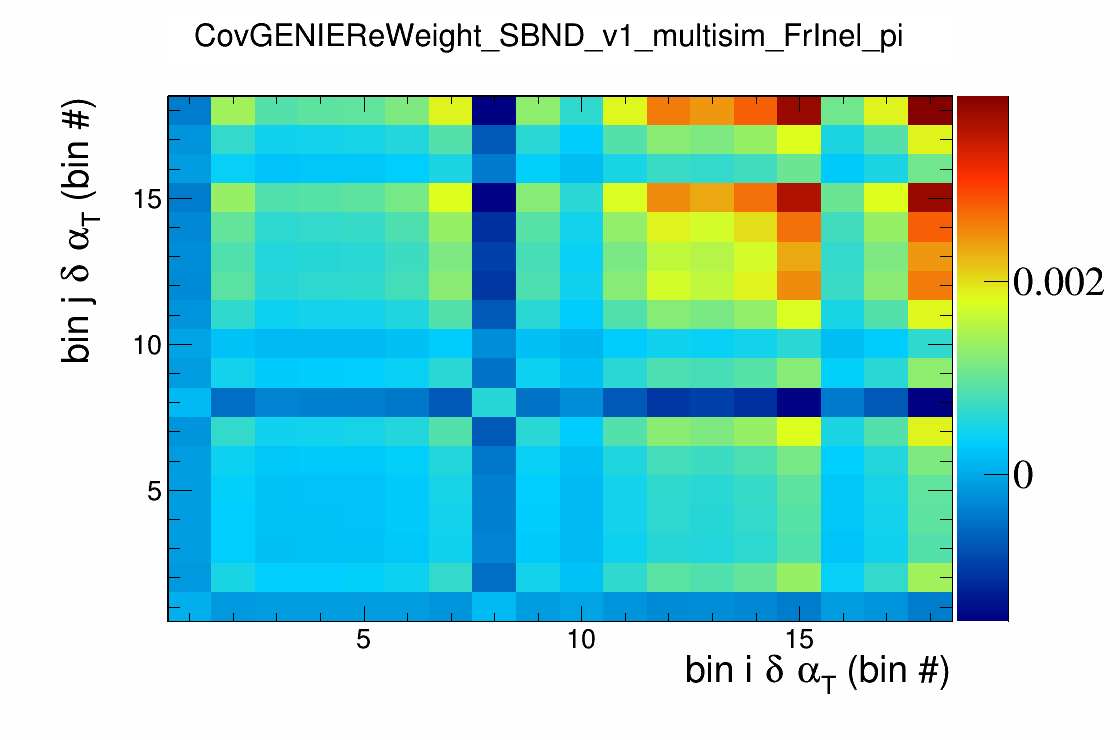 CovGENIEReWeight_SBND_v1_multisim_FrInel_pi
bin j δ α_T (bin #)
15
10
5
0.002
0
5 10 15
bin i δ α_T (bin #)